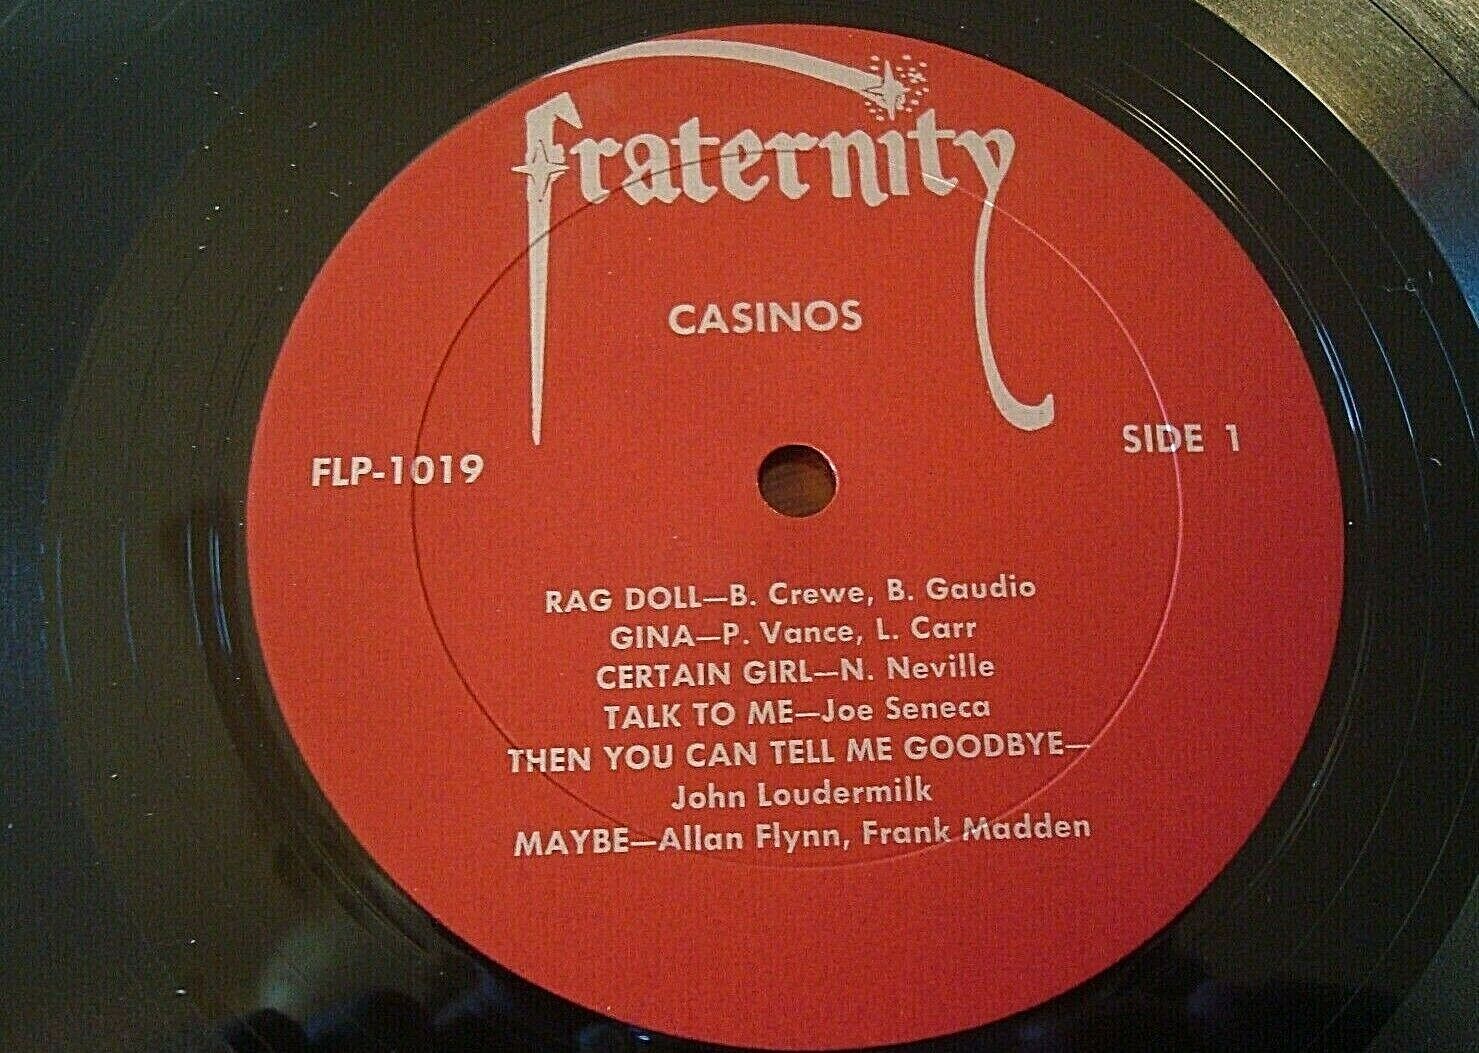 fraternity
CASINOS
FLP-1019
SIDE 1
RAG DOLL—B. Crewe, B. Gaudio
GINA—P. Vance, L. Carr
CERTAIN GIRL—N. Neville
TALK TO ME—Joe Seneca
THEN YOU CAN TELL ME GOODBYE—
John Loudermilk
MAYBE—Allan Flynn, Frank Madden